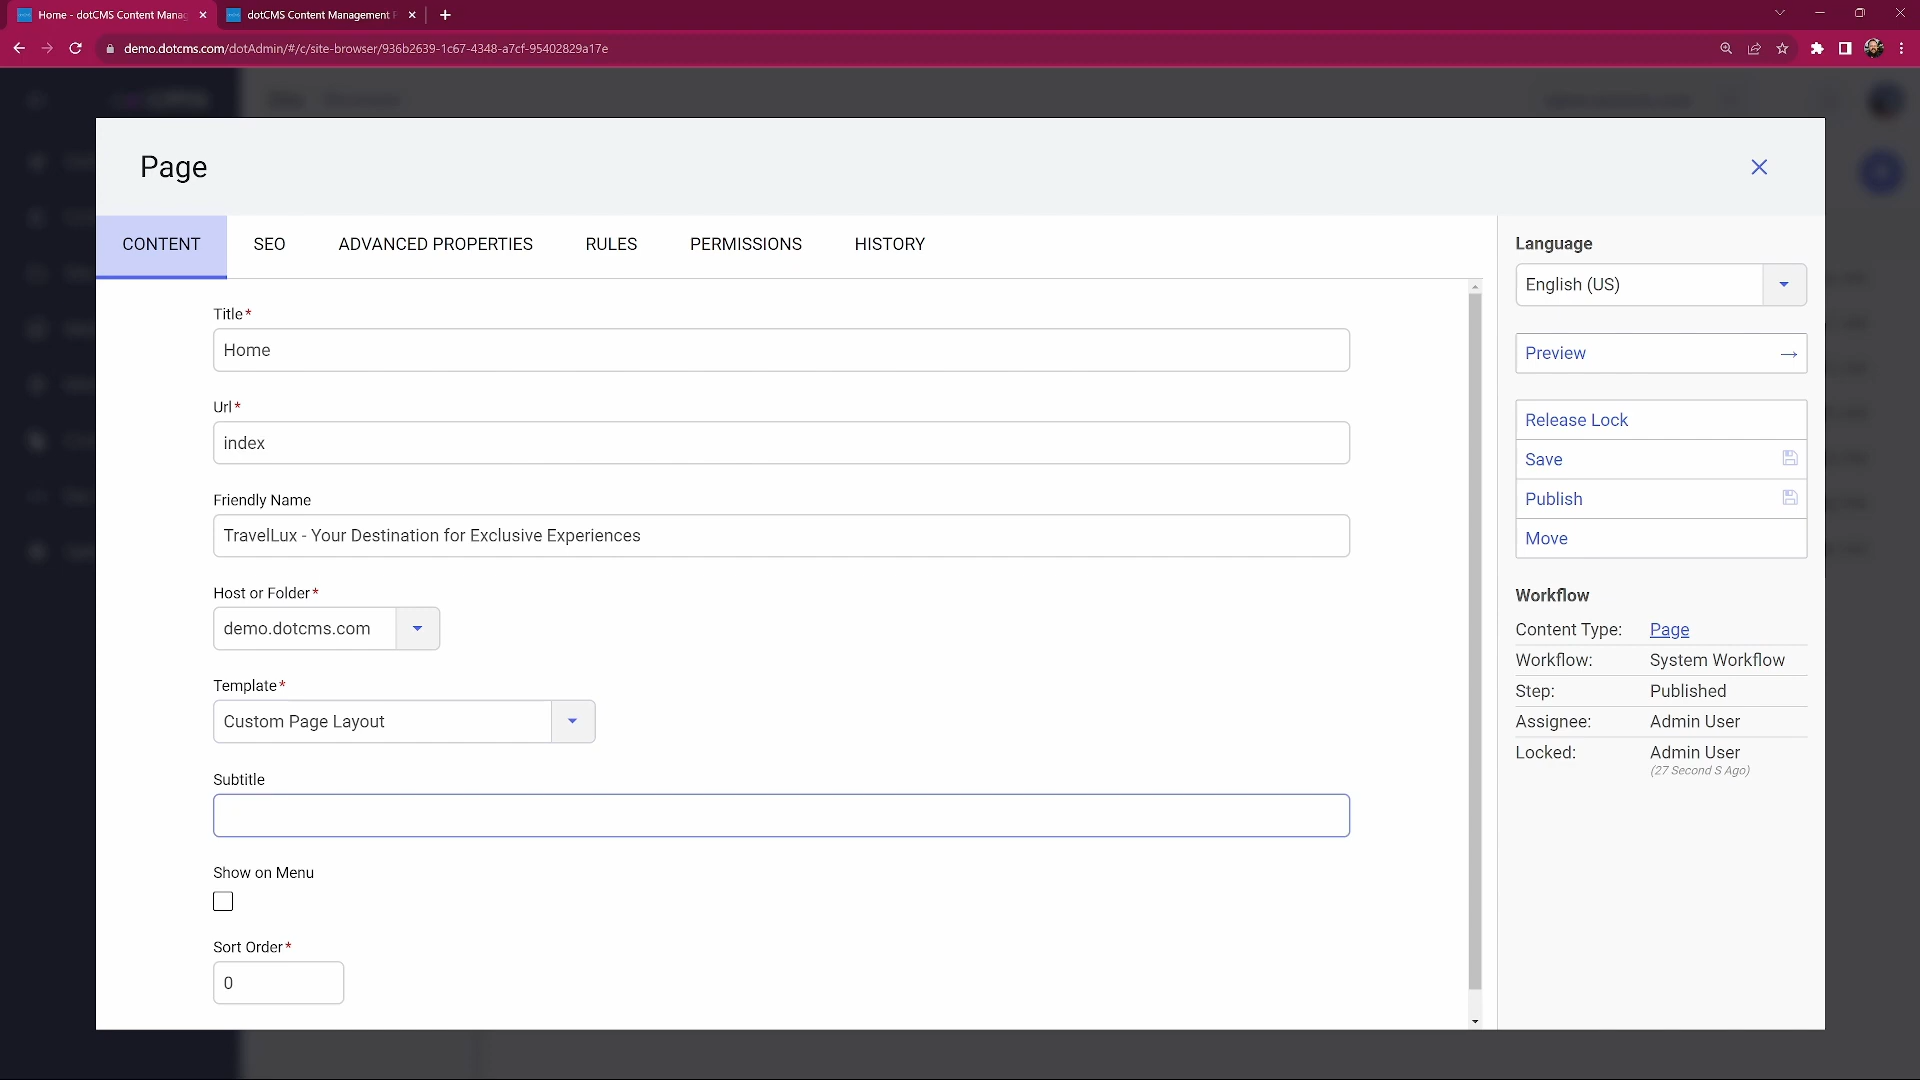 Home - dotCMS Content Manag
dotCMS Content Management P
demo.dotcms.com/dotAdmin/#/c/site-browser/936b2639-1c67-4348-a7cf-95402829a17e
Page
CONTENT
SEO
ADVANCED PROPERTIES
RULES
PERMISSIONS
HISTORY
Title*
Home
Url*
index
Friendly Name
TravelLux - Your Destination for Exclusive Experiences
Host or Folder*
demo.dotcms.com
Template*
Custom Page Layout
Subtitle
Show on Menu
Sort Order*
0
Language
English (US)
Preview →
Release Lock
Save
Publish
Move
Workflow
Content Type: Page
Workflow: System Workflow
Step: Published
Assignee: Admin User
Locked: Admin User
(27 Second S Ago)